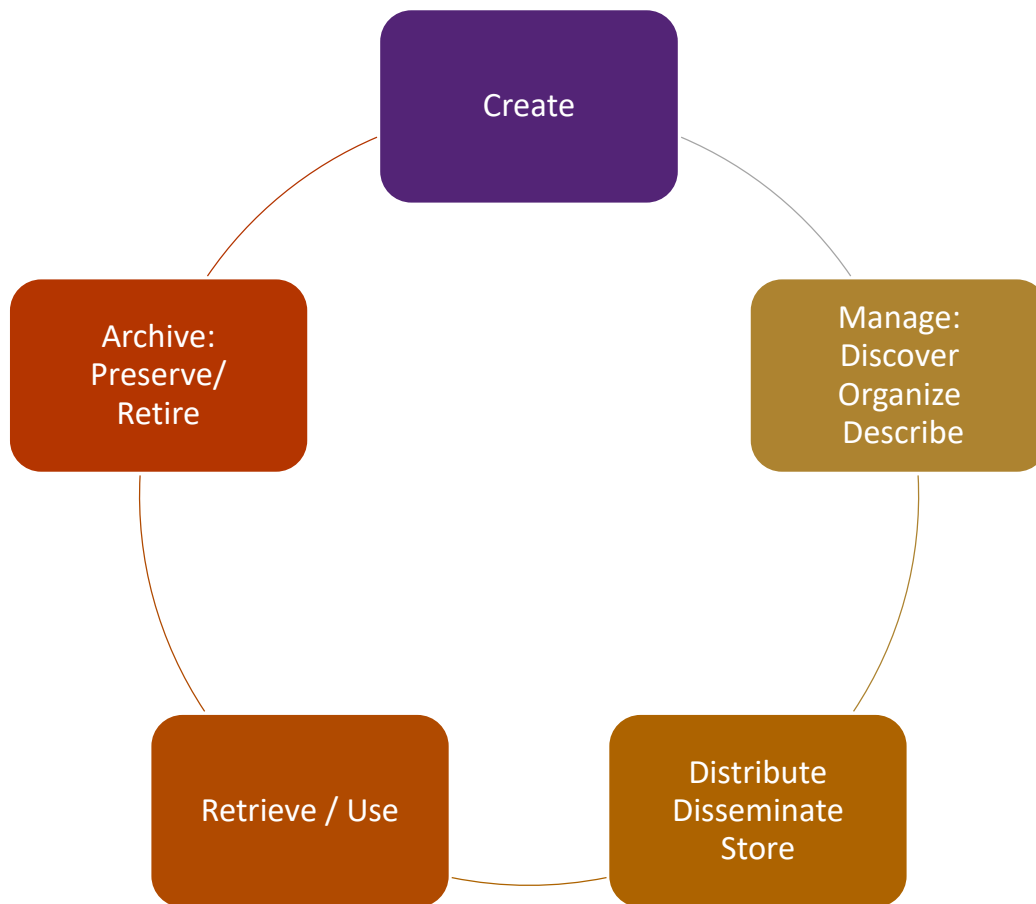 Create
Manage:
Discover
Organize
Describe
Distribute
Disseminate
Store
Retrieve / Use
Archive:
Preserve/
Retire